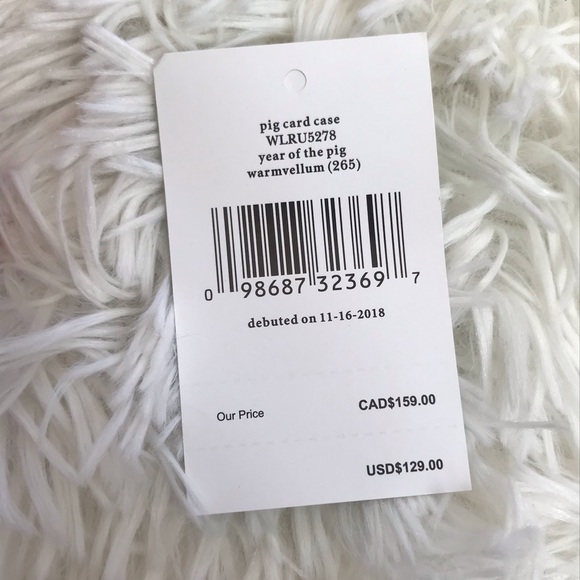 pig card case
WLRU5278
year of the pig
warmvellum (265)
0 98687 32369 7
debuted on 11-16-2018
Our Price CAD$159.00
USD$129.00